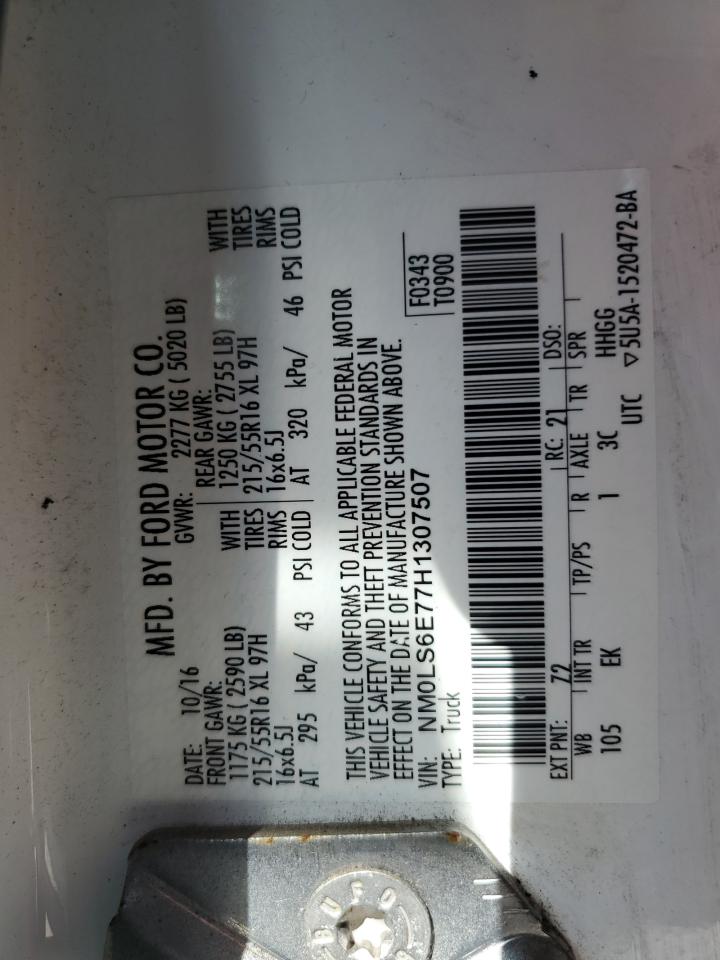 MFD. BY FORD MOTOR CO.
DATE: 10/16 GVWR: 2277 KG ( 5020 LB)
FRONT GAWR: REAR GAWR:
1175 KG ( 2590 LB) WITH 1250 KG ( 2755 LB) WITH
215/55R16 XL 97H TIRES 215/55R16 XL 97H TIRES
16x6.5J RIMS 16x6.5J RIMS
AT 295 kPa/ 43 PSI COLD AT 320 kPa/ 46 PSI COLD
THIS VEHICLE CONFORMS TO ALL APPLICABLE FEDERAL MOTOR
VEHICLE SAFETY AND THEFT PREVENTION STANDARDS IN
EFFECT ON THE DATE OF MANUFACTURE SHOWN ABOVE.
VIN: NM0LS6E77H1307507 F0343
TYPE: Truck T0900
EXT PNT: Z2 RC: 21 DSO:
WB INT TR TP/PS R AXLE TR SPR
105 EK 1 3C HHGG
UTC ▽5U5A-1520472-BA
BUFO